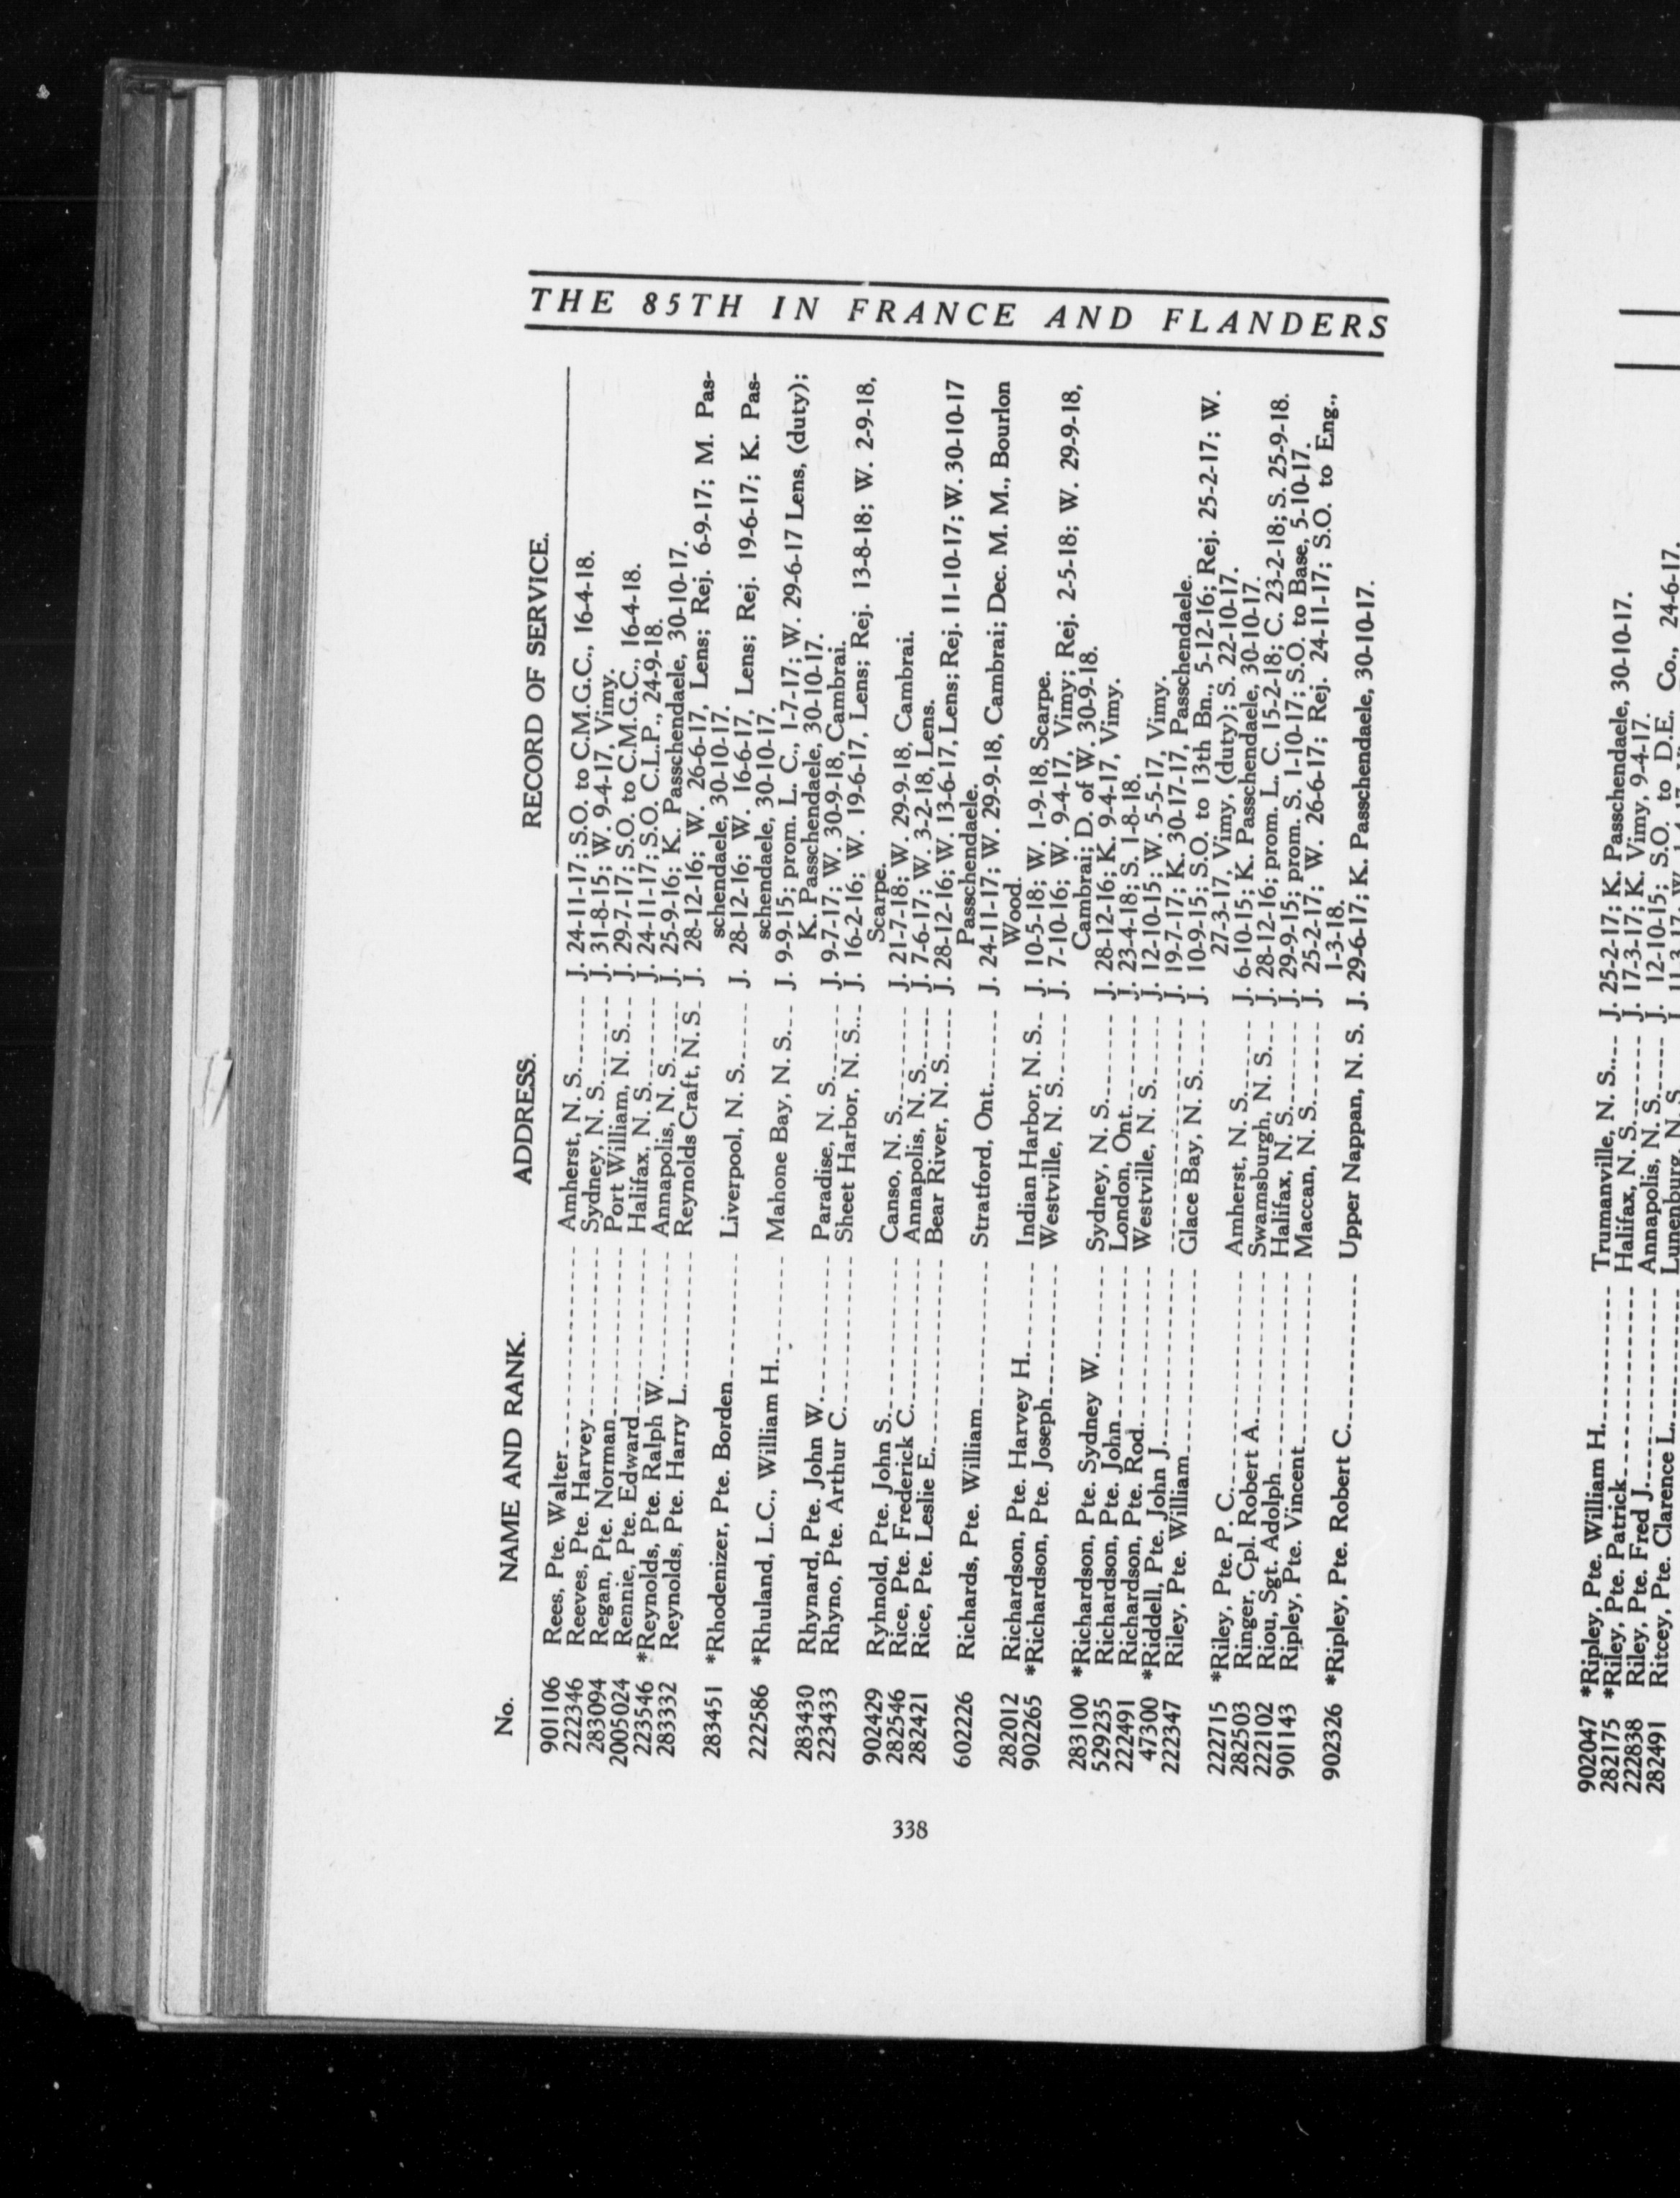 THE 85TH IN FRANCE AND FLANDERS
No. NAME AND RANK. ADDRESS. RECORD OF SERVICE.
901106 Rees, Pte. Walter Amherst, N. S. J. 24-11-17; S.O. to C.M.G.C., 16-4-18.
222346 Reeves, Pte. Harvey Sydney, N. S. J. 31-8-15; W. 9-4-17, Vimy.
283094 Regan, Pte. Norman Port William, N. S. J. 29-7-17; S.O. to C.M.G.C., 16-4-18.
2005024 Rennie, Pte. Edward Halifax, N. S. J. 24-11-17; S.O. C.L.P., 24-9-18.
223546 *Reynolds, Pte. Ralph W. Annapolis, N. S. J. 25-9-16; K. Passchendaele, 30-10-17.
283332 Reynolds, Pte. Harry L. Reynolds Craft, N. S. J. 28-12-16; W. 26-6-17, Lens; Rej. 6-9-17; M. Pas-
schendaele, 30-10-17.
283451 *Rhodenizer, Pte. Borden Liverpool, N. S. J. 28-12-16; W. 16-6-17, Lens; Rej. 19-6-17; K. Pas-
schendaele, 30-10-17.
222586 *Rhuland, L.C., William H. Mahone Bay, N. S. J. 9-9-15; prom. L. C., 1-7-17; W. 29-6-17 Lens, (duty);
K. Passchendaele, 30-10-17.
283430 Rhynard, Pte. John W. Paradise, N. S. J. 9-7-17; W. 30-9-18, Cambrai.
223433 Rhyno, Pte. Arthur C. Sheet Harbor, N. S. J. 16-2-16; W. 19-6-17, Lens; Rej. 13-8-18; W. 2-9-18,
Scarpe.
902429 Ryhnold, Pte. John S. Canso, N. S. J. 21-7-18; W. 29-9-18, Cambrai.
282546 Rice, Pte. Frederick C. Annapolis, N. S. J. 7-6-17; W. 3-2-18, Lens.
282421 Rice, Pte. Leslie E. Bear River, N. S. J. 28-12-16; W. 13-6-17, Lens; Rej. 11-10-17; W. 30-10-17
Passchendaele.
602226 Richards, Pte. William Stratford, Ont. J. 24-11-17; W. 29-9-18, Cambrai; Dec. M. M., Bourlon
Wood.
282012 Richardson, Pte. Harvey H. Indian Harbor, N. S. J. 10-5-18; W. 1-9-18, Scarpe.
902265 *Richardson, Pte. Joseph Westville, N. S. J. 7-10-16; W. 9-4-17, Vimy; Rej. 2-5-18; W. 29-9-18,
Cambrai; D. of W. 30-9-18.
283100 *Richardson, Pte. Sydney W. Sydney, N. S. J. 28-12-16; K. 9-4-17, Vimy.
529235 Richardson, Pte. John London, Ont. J. 23-4-18; S. 1-8-18.
222491 Richardson, Pte. Rod. Westville, N. S. J. 12-10-15; W. 5-5-17, Vimy.
47300 *Riddell, Pte. John J. J. 19-7-17; K. 30-17-17, Passchendaele.
222347 Riley, Pte. William Glace Bay, N. S. J. 10-9-15; S.O. to 13th Bn., 5-12-16; Rej. 25-2-17; W.
27-3-17, Vimy, (duty); S. 22-10-17.
222715 *Riley, Pte. P. C. Amherst, N. S. J. 6-10-15; K. Passchendaele, 30-10-17.
282503 Ringer, Cpl. Robert A. Swamsburgh, N. S. J. 28-12-16; prom. L. C. 15-2-18; C. 23-2-18; S. 25-9-18.
222102 Riou, Sgt. Adolph Halifax, N. S. J. 29-9-15; prom. S. 1-10-17; S.O. to Base, 5-10-17.
901143 Ripley, Pte. Vincent Maccan, N. S. J. 25-2-17; W. 26-6-17; Rej. 24-11-17; S.O. to Eng.,
1-3-18.
902326 *Ripley, Pte. Robert C. Upper Nappan, N. S. J. 29-6-17; K. Passchendaele, 30-10-17.
338
902047 *Ripley, Pte. William H. Trumanville, N. S. J. 25-2-17; K. Passchendaele, 30-10-17.
282175 *Riley, Pte. Patrick Halifax, N. S. J. 17-3-17; K. Vimy, 9-4-17.
222838 Riley, Pte. Fred J. Annapolis, N. S. J. 12-10-15; S.O. to D.E. Co., 24-6-17.
282491 Ritcey, Pte. Clarence L. Lunenburg, N. S.